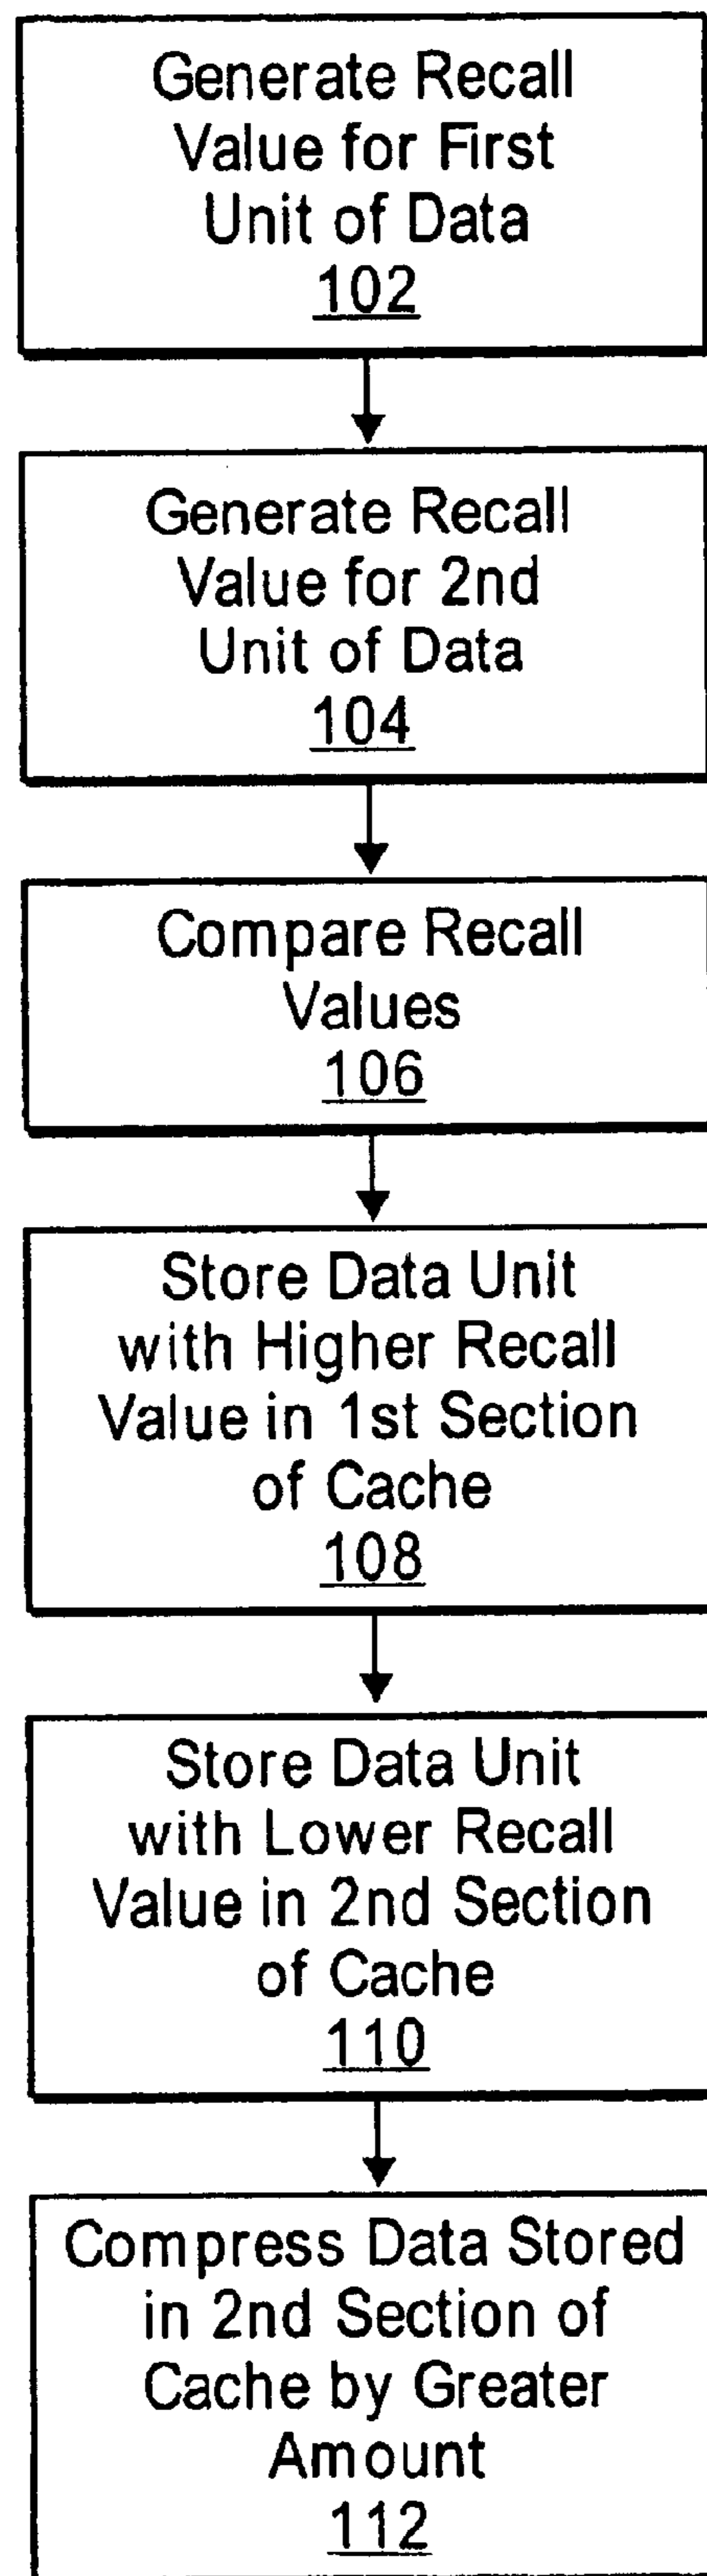 Generate Recall
Value for First
Unit of Data
102
Generate Recall
Value for 2nd
Unit of Data
104
Compare Recall
Values
106
Store Data Unit
with Higher Recall
Value in 1st Section
of Cache
108
Store Data Unit
with Lower Recall
Value in 2nd Section
of Cache
110
Compress Data Stored
in 2nd Section of
Cache by Greater
Amount
112